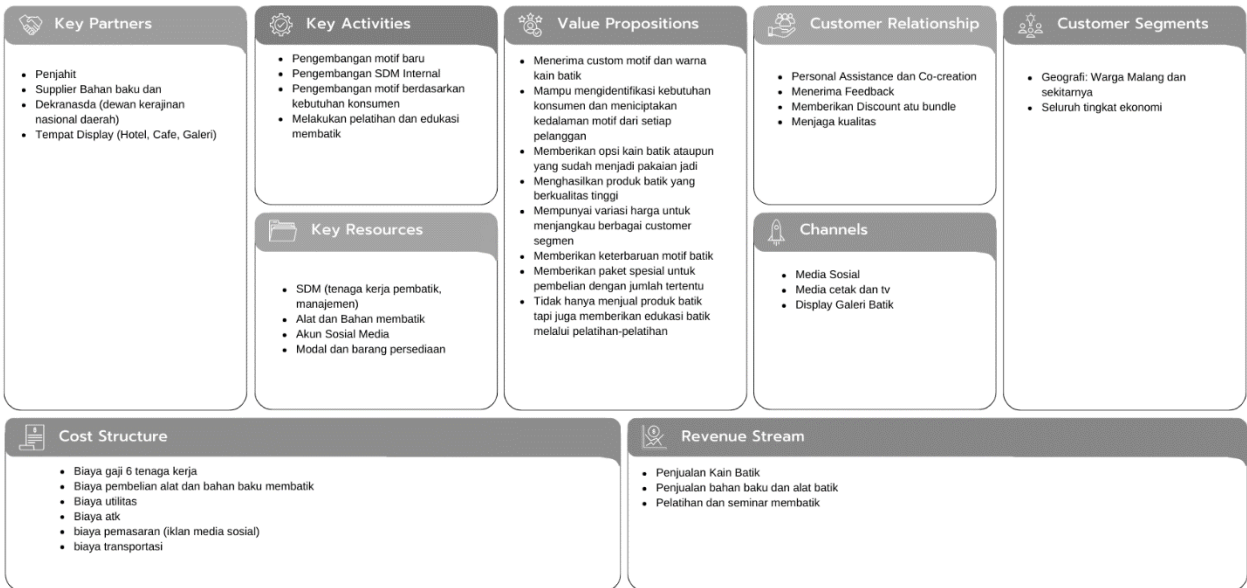 Key Partners
Penjahit
Supplier Bahan baku dan
Dekranasda (dewan kerajinan
nasional daerah)
Tempat Display (Hotel, Cafe, Galeri)
Key Activities
Pengembangan motif baru
Pengembangan SDM Internal
Pengembangan motif berdasarkan
kebutuhan konsumen
Melakukan pelatihan dan edukasi
membatik
Key Resources
SDM (tenaga kerja pembatik,
manajemen)
Alat dan Bahan membatik
Akun Sosial Media
Modal dan barang persediaan
Value Propositions
Menerima custom motif dan warna
kain batik
Mampu mengidentifikasi kebutuhan
konsumen dan meniciptakan
kedalaman motif dari setiap
pelanggan
Memberikan opsi kain batik ataupun
yang sudah menjadi pakaian jadi
Menghasilkan produk batik yang
berkualitas tinggi
Mempunyai variasi harga untuk
menjangkau berbagai customer
segmen
Memberikan keterbaruan motif batik
Memberikan paket spesial untuk
pembelian dengan jumlah tertentu
Tidak hanya menjual produk batik
tapi juga memberikan edukasi batik
melalui pelatihan-pelatihan
Customer Relationship
Personal Assistance dan Co-creation
Menerima Feedback
Memberikan Discount atu bundle
Menjaga kualitas
Channels
Media Sosial
Media cetak dan tv
Display Galeri Batik
Customer Segments
Geografi: Warga Malang dan
sekitarnya
Seluruh tingkat ekonomi
Cost Structure
Biaya gaji 6 tenaga kerja
Biaya pembelian alat dan bahan baku membatik
Biaya utilitas
Biaya atk
biaya pemasaran (iklan media sosial)
biaya transportasi
Revenue Stream
Penjualan Kain Batik
Penjualan bahan baku dan alat batik
Pelatihan dan seminar membatik